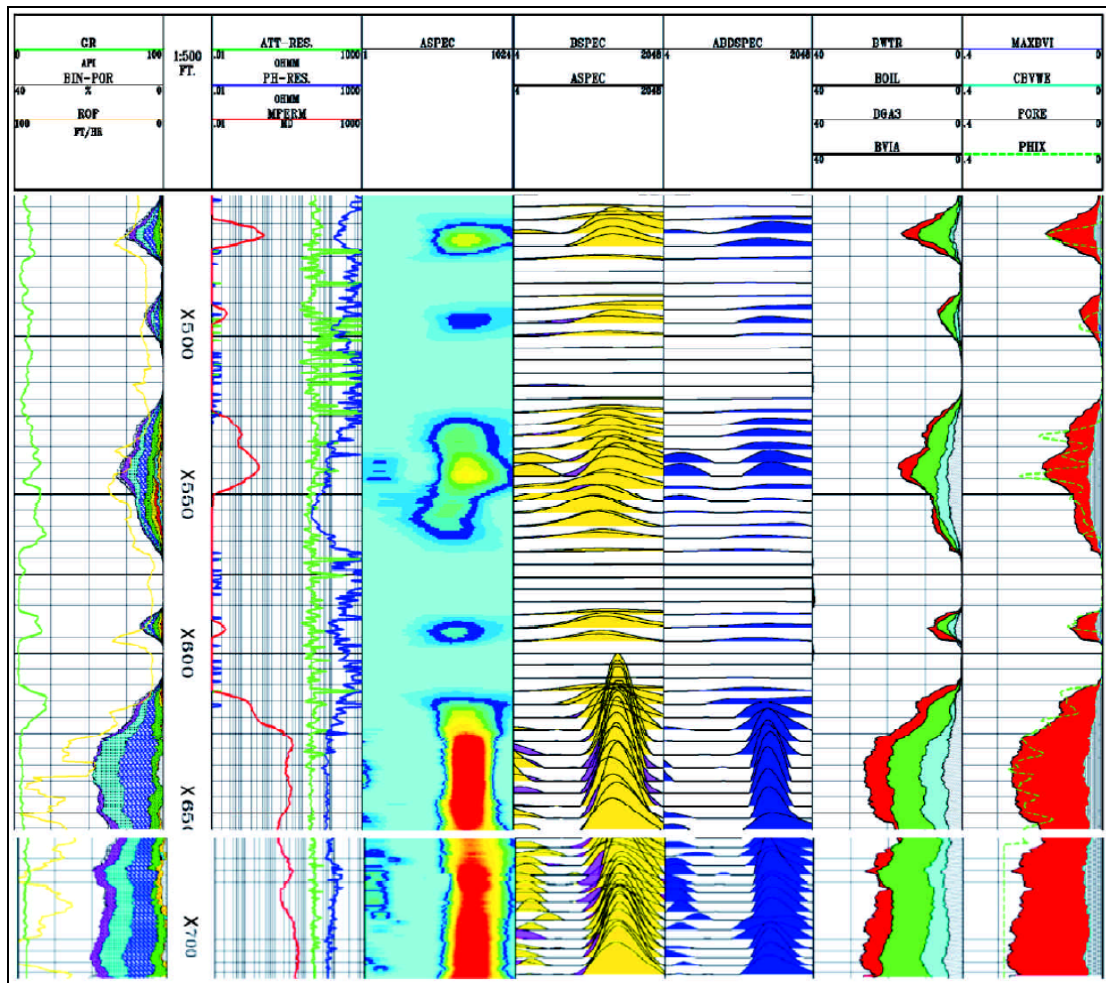 GR
0 100
API
BIN-POR
40 % 0
ROP
100 0
FT/HR
1:500
FT.
ATT-RES.
.01 1000
OHMM
PH-RES.
.01 1000
OHMM
MPERM
.01 MD 1000
ASPEC
1 1024
BSPEC
4 2048
ASPEC
4 2048
ABDSPEC
4 2048
BWTR
40 0
BOIL
40 0
DGA3
40 0
BVIA
40 0
MAXBVI
.4 0
CBVWE
.4 0
PORE
.4 0
PHIX
.4 0
X500
X550
X600
X650
X700